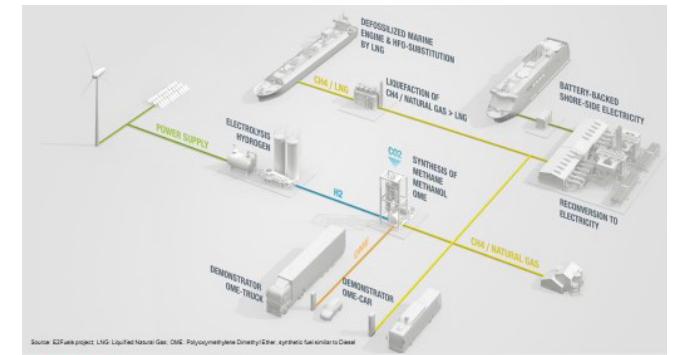 DEFOSSILIZED MARINE
ENGINE & HFO-SUBSTITUTION
BY LNG
CH4 / LNG
LIQUEFACTION OF
CH4 / NATURAL GAS > LNG
BATTERY-BACKED
SHORE-SIDE ELECTRICITY
POWER SUPPLY
ELECTROLYSIS
HYDROGEN
CO2
SYNTHESIS OF
METHANE
METHANOL
OME
H2
RECONVERSION TO
ELECTRICITY
CH4 / NATURAL GAS
DEMONSTRATOR
OME-TRUCK
DEMONSTRATOR
OME-CAR
Source: E2Fuels project; LNG: Liquified Natural Gas; OME: Polyoxymethylene Dimethyl Ether, synthetic fuel similar to Diesel